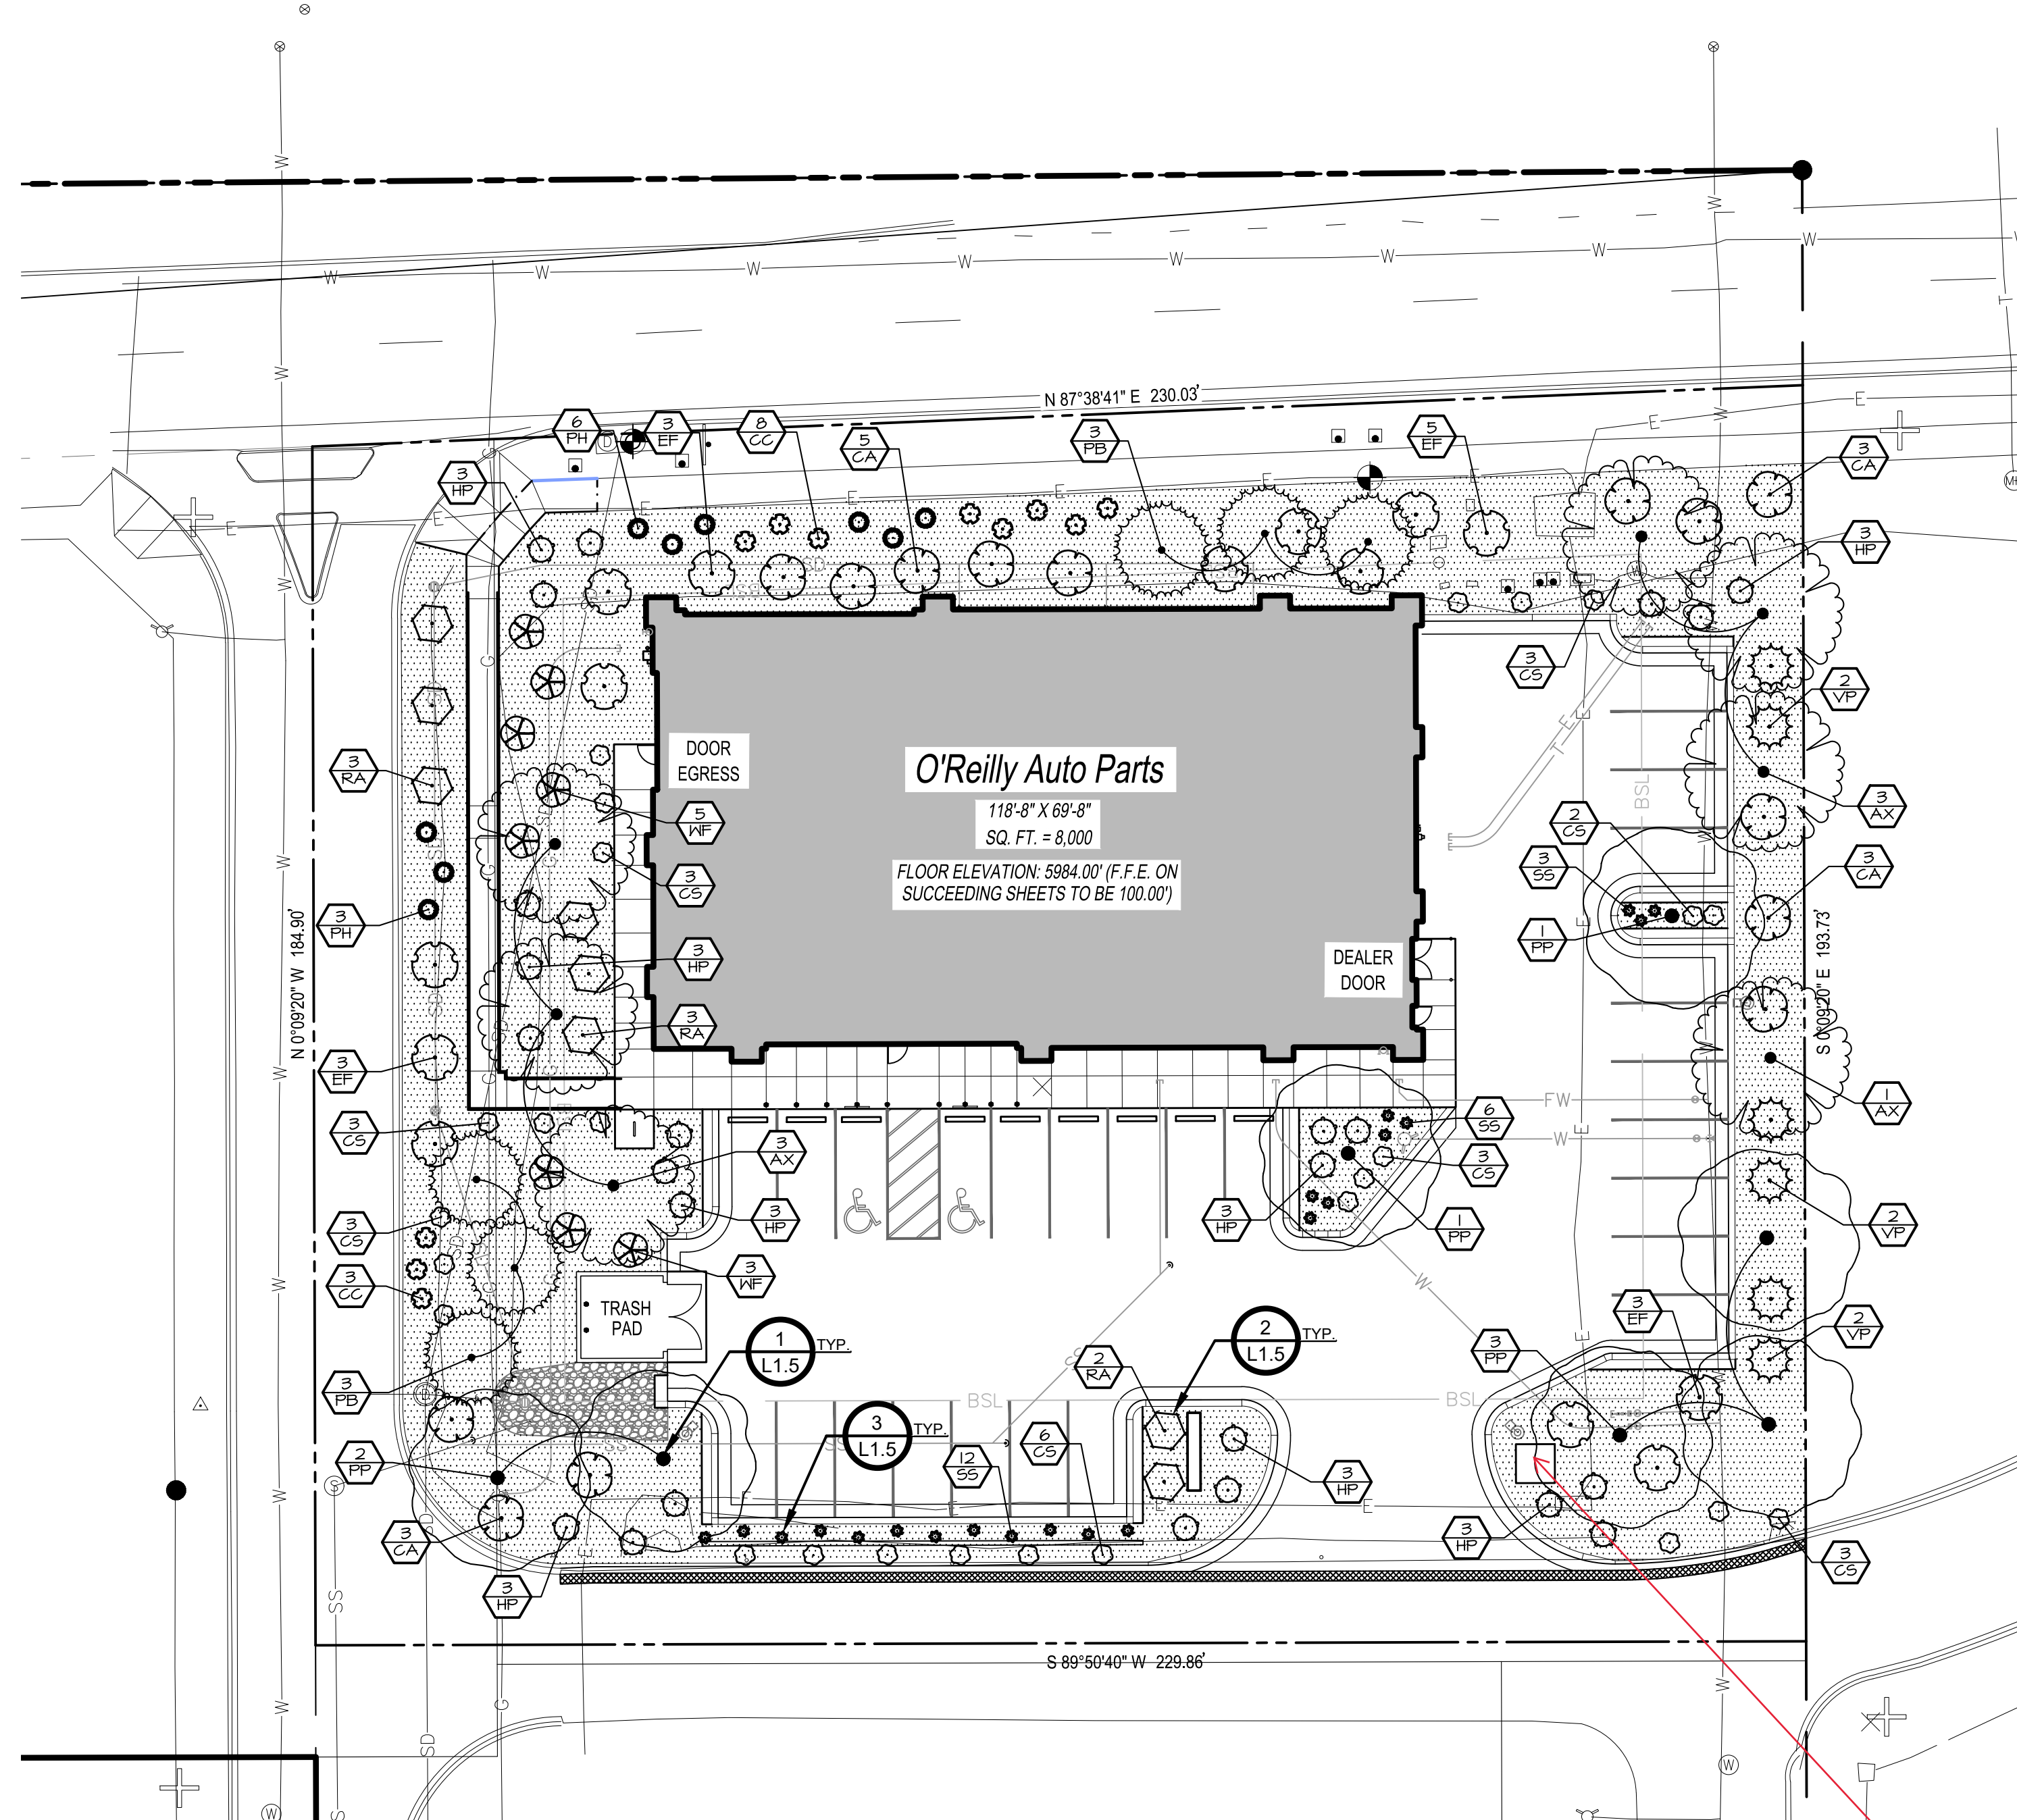 N 87°38'41" E  230.03'
6
PH
3
EF
8
CC
5
CA
3
PB
5
EF
3
CA
3
HP
3
HP
3
CS
2
VP
3
RA
DOOR
EGRESS
O'Reilly Auto Parts
118'-8" X 69'-8"
SQ. FT. = 8,000
FLOOR ELEVATION: 5984.00' (F.F.E. ON
SUCCEEDING SHEETS TO BE 100.00')
5
WF
3
CS
3
AX
2
CS
3
SS
3
CA
1
PP
3
PH
3
HP
3
RA
DEALER
DOOR
N 0°09'20" W  184.90'
S 0°09'20" E  193.73'
T-E
BSL
3
EF
3
CS
3
AX
FW
W
6
SS
3
CS
1
AX
3
CS
3
HP
3
HP
1
PP
2
VP
3
CC
3
WF
TRASH
PAD
1
L1.5
TYP.
2
L1.5
TYP.
3
EF
3
PP
2
VP
3
PB
2
RA
BSL
BSL
3
L1.5
TYP.
6
CS
12
SS
2
PP
3
HP
3
CA
3
HP
3
HP
3
CS
S 89°50'40" W  229.86'
SS
SD
G
W
W